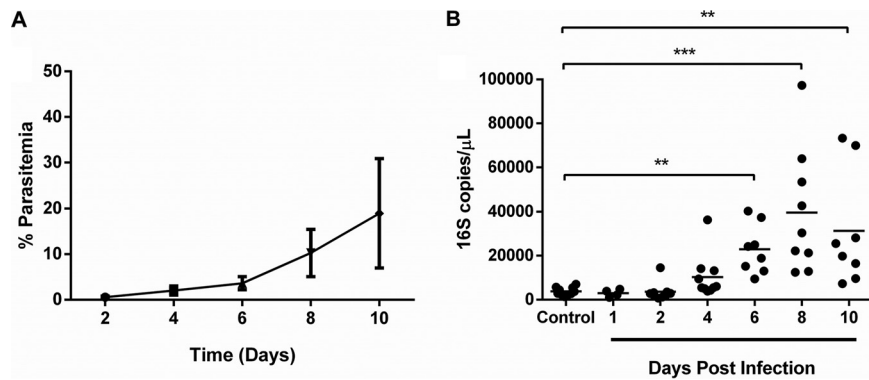 A
50
40
30
20
10
0
% Parasitemia
2 4 6 8 10
Time (Days)
B
**
***
**
100000
80000
60000
40000
20000
0
16S copies/μL
Control 1 2 4 6 8 10
Days Post Infection